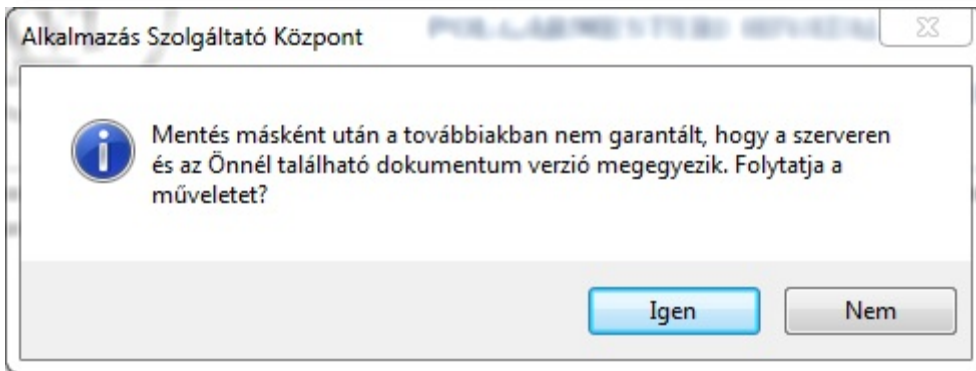 Alkalmazás Szolgáltató Központ
Mentés másként után a továbbiakban nem garantált, hogy a szerveren
és az Önnél található dokumentum verzió megegyezik. Folytatja a
műveletet?
Igen
Nem